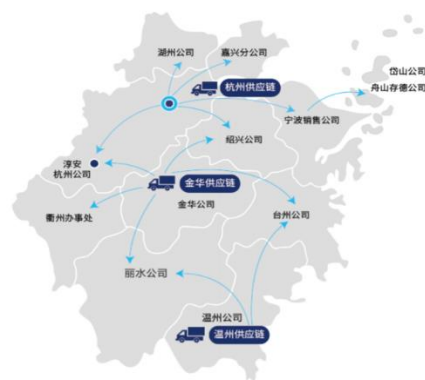 湖州公司
嘉兴分公司
岱山公司
舟山存德公司
杭州供应链
宁波销售公司
绍兴公司
淳安
杭州公司
金华供应链
衢州办事处
金华公司
台州公司
丽水公司
温州公司
温州供应链